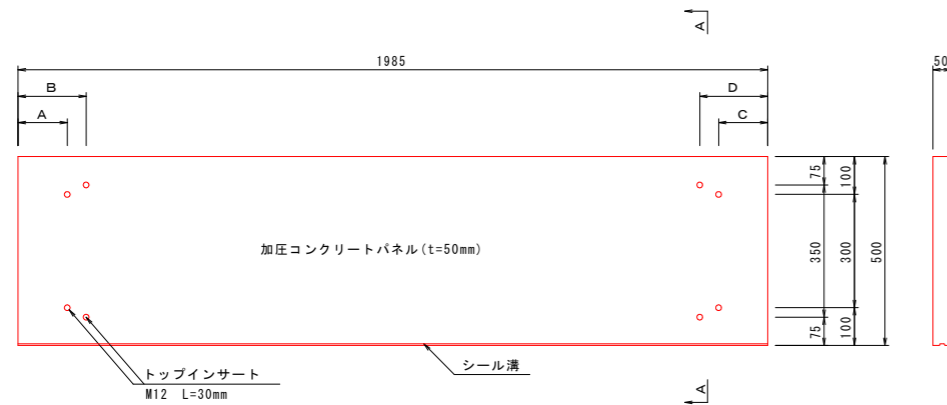 A
1985
50
B
D
A
C
75
100
加圧コンクリートパネル(t=50mm)
350
300
500
75
100
シール溝
トップインサート
M12 L=30mm
A